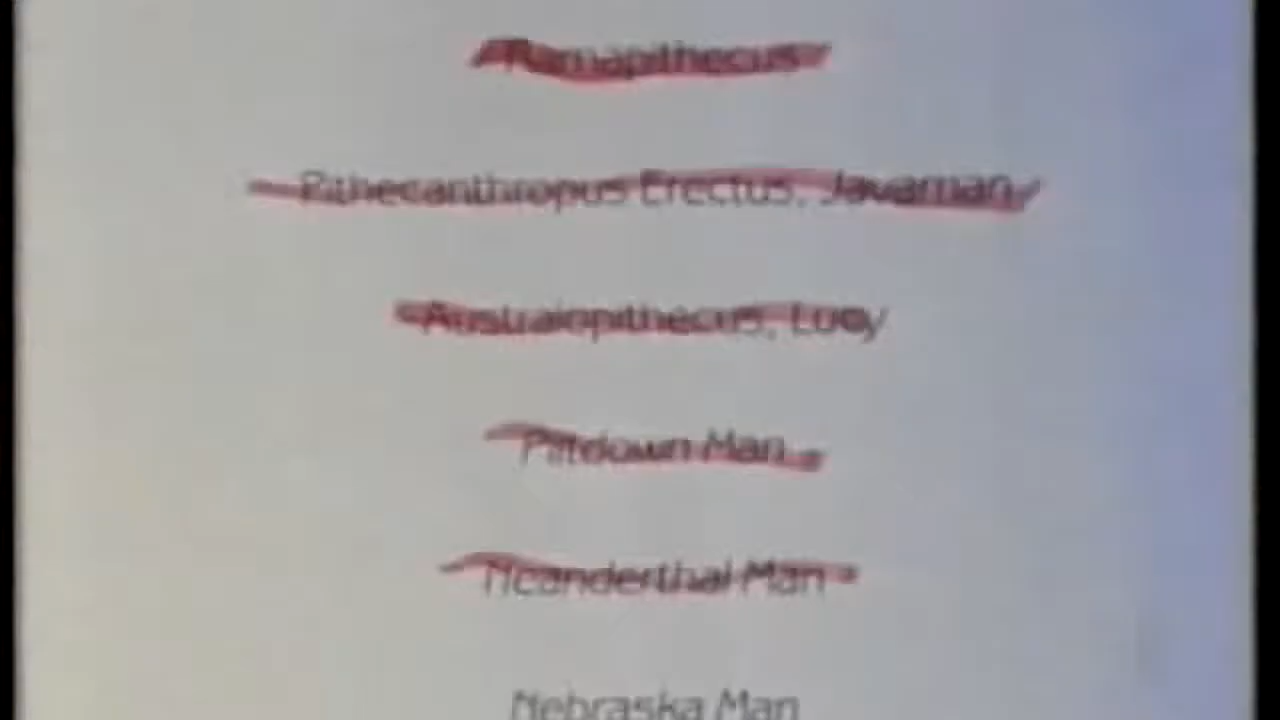 Ramapithecus
Pithecanthropus Erectus, Javaman
Australopithecus, Lucy
Piltdown Man
Neanderthal Man
Nebraska Man